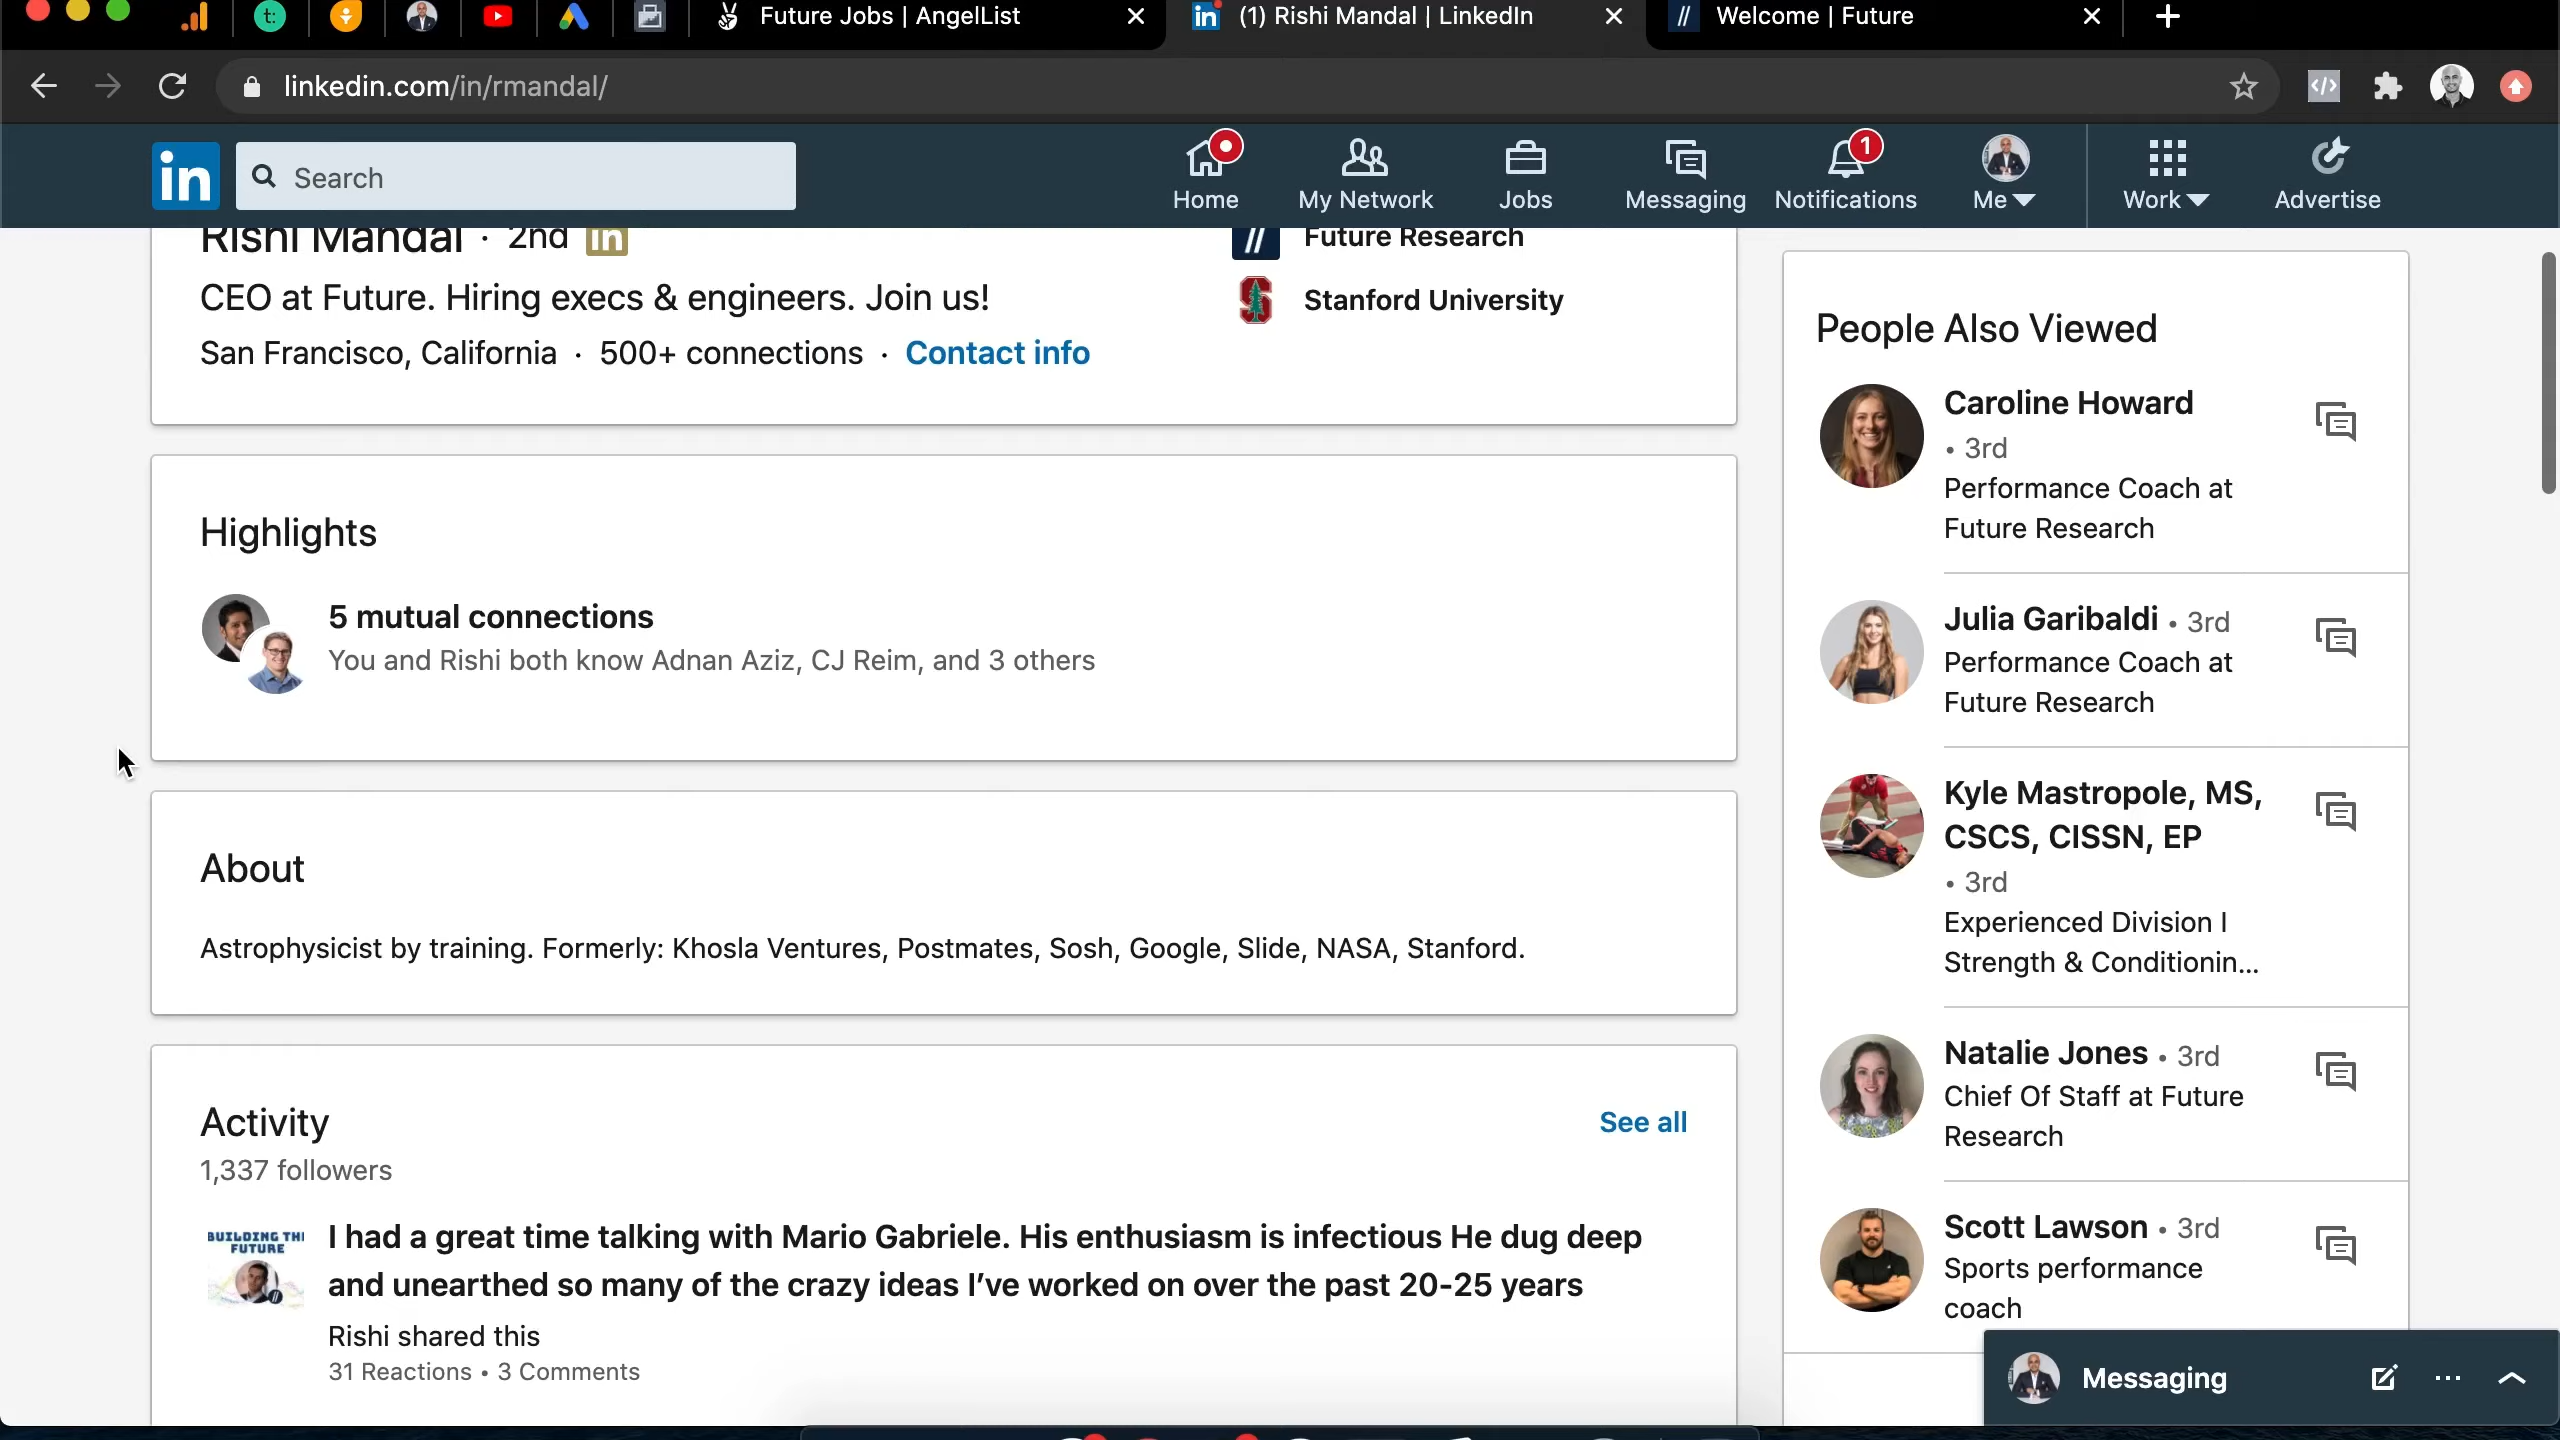 t:
Future Jobs | AngelList
in
(1) Rishi Mandal | LinkedIn
//
Welcome | Future
linkedin.com/in/rmandal/
</>
in
Search
Home
My Network
Jobs
Messaging
1
Notifications
Me
Work
Advertise
Rishi Mandal · 2nd in
CEO at Future. Hiring execs & engineers. Join us!
San Francisco, California · 500+ connections · Contact info
// Future Research
S Stanford University
Highlights
5 mutual connections
You and Rishi both know Adnan Aziz, CJ Reim, and 3 others
About
Astrophysicist by training. Formerly: Khosla Ventures, Postmates, Sosh, Google, Slide, NASA, Stanford.
Activity
See all
1,337 followers
BUILDING THE
FUTURE
I had a great time talking with Mario Gabriele. His enthusiasm is infectious He dug deep
and unearthed so many of the crazy ideas I’ve worked on over the past 20-25 years
Rishi shared this
31 Reactions • 3 Comments
People Also Viewed
Caroline Howard
• 3rd
Performance Coach at
Future Research
Julia Garibaldi • 3rd
Performance Coach at
Future Research
Kyle Mastropole, MS,
CSCS, CISSN, EP
• 3rd
Experienced Division I
Strength & Conditionin...
Natalie Jones • 3rd
Chief Of Staff at Future
Research
Scott Lawson • 3rd
Sports performance
coach
Messaging